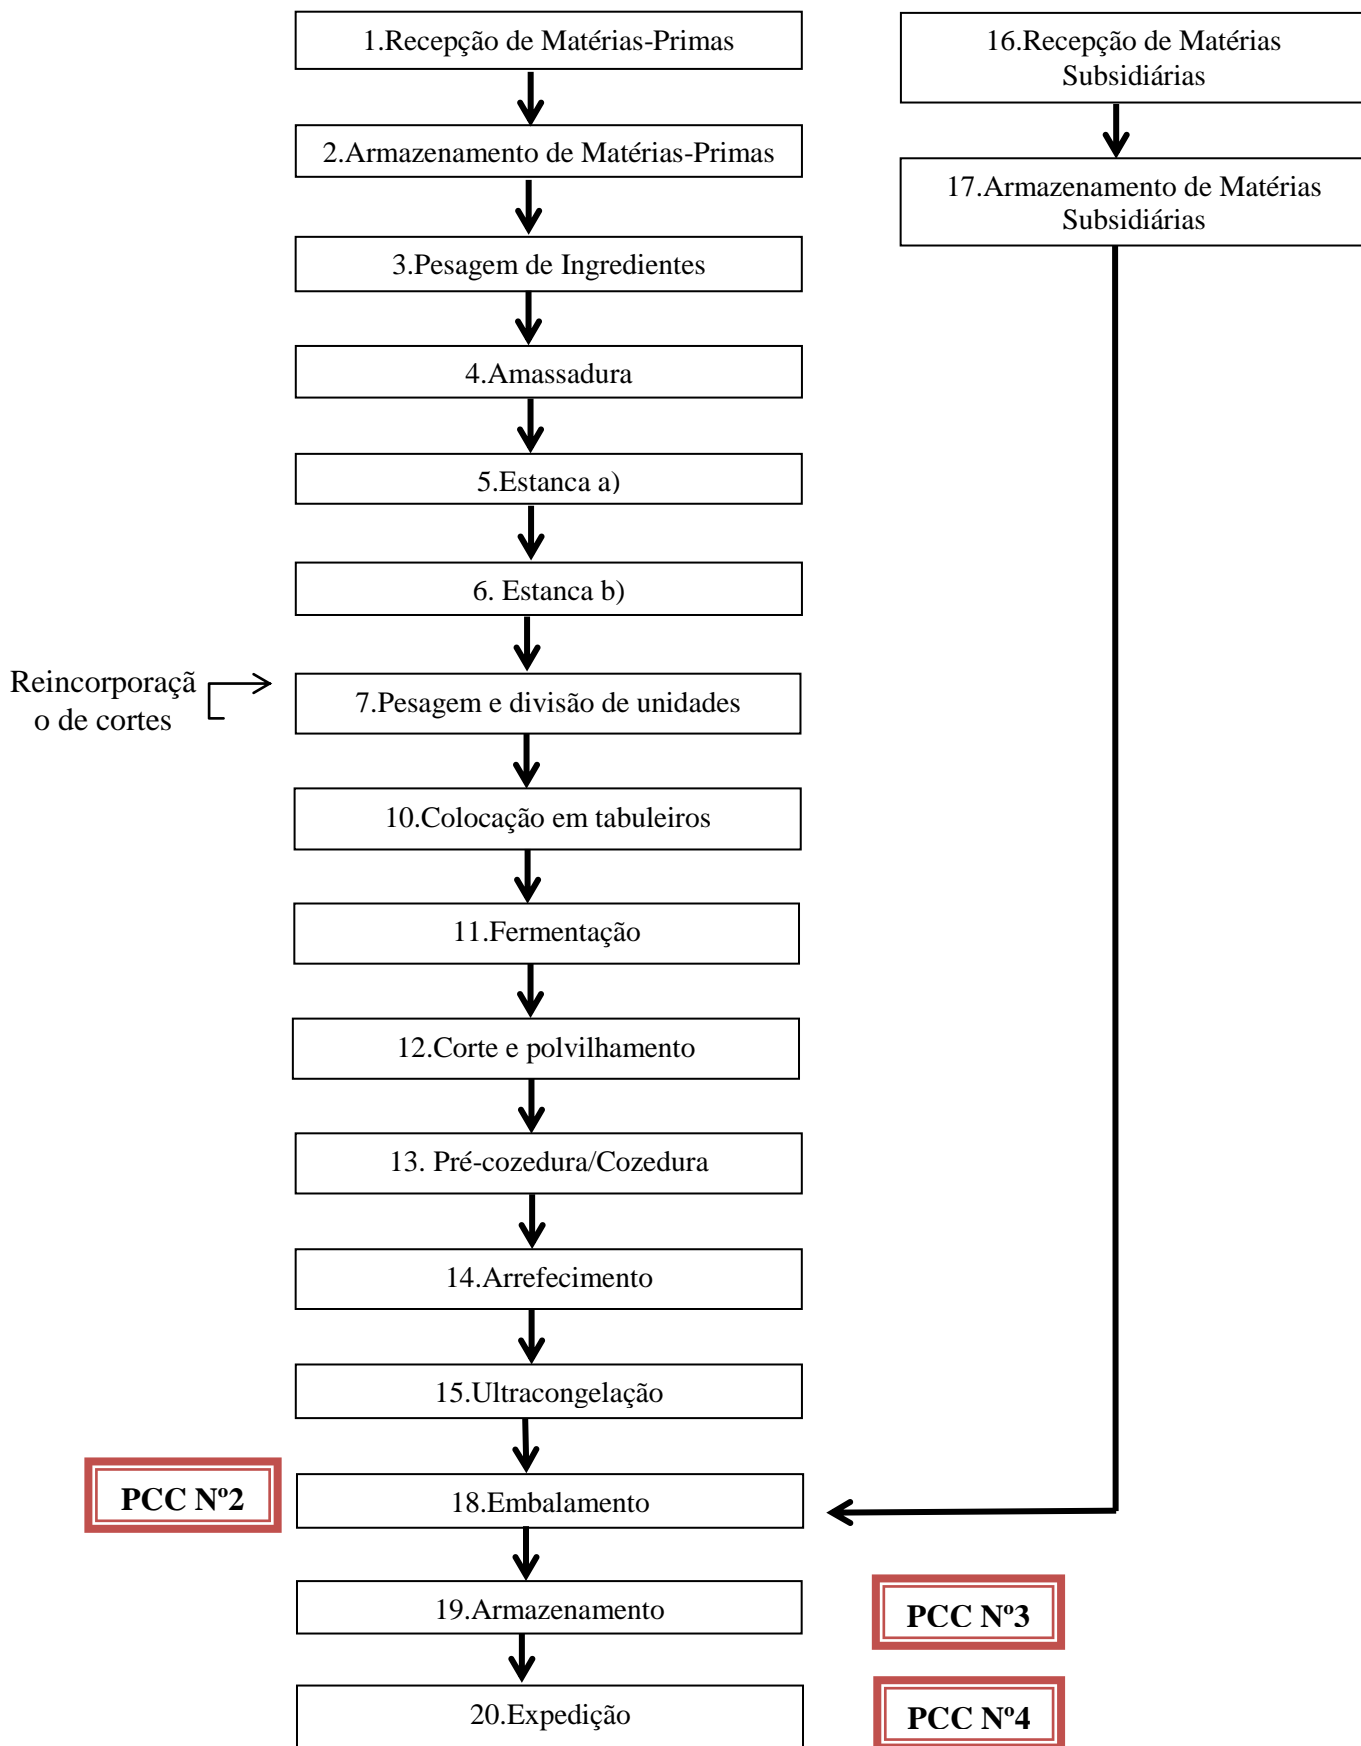 1.Recepção de Matérias-Primas
16.Recepção de Matérias
Subsidiárias
2.Armazenamento de Matérias-Primas
17.Armazenamento de Matérias
Subsidiárias
3.Pesagem de Ingredientes
4.Amassadura
5.Estanca a)
6. Estanca b)
Reincorporaçã
o de cortes
7.Pesagem e divisão de unidades
10.Colocação em tabuleiros
11.Fermentação
12.Corte e polvilhamento
13. Pré-cozedura/Cozedura
14.Arrefecimento
15.Ultracongelação
PCC Nº2
18.Embalamento
19.Armazenamento
PCC Nº3
20.Expedição
PCC Nº4